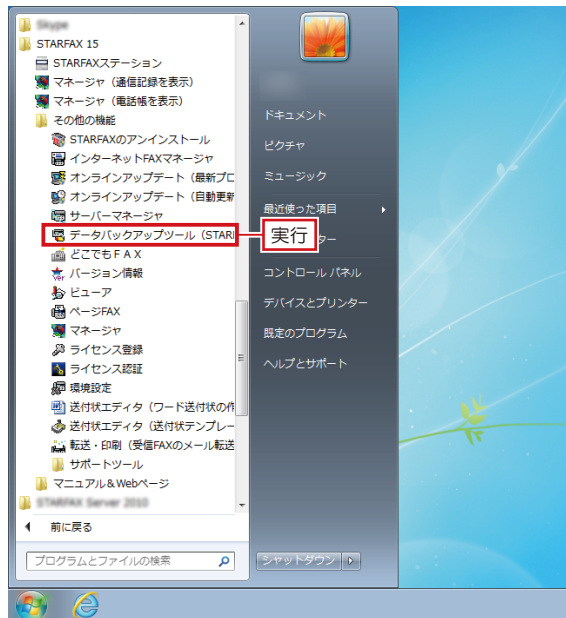 Skype
STARFAX 15
STARFAXステーション
マネージャ（通信記録を表示）
マネージャ（電話帳を表示）
その他の機能
STARFAXのアンインストール
インターネットFAXマネージャ
オンラインアップデート（最新プロ
オンラインアップデート（自動更新
サーバーマネージャ
データバックアップツール（STAR
どこでもＦＡＸ
バージョン情報
ビューア
ページFAX
マネージャ
ライセンス登録
ライセンス認証
環境設定
送付状エディタ（ワード送付状の作
送付状エディタ（送付状テンプレー
転送・印刷（受信FAXのメール転送
サポートツール
マニュアル＆Webページ
STARFAX Server 2010
前に戻る
プログラムとファイルの検索
ドキュメント
ピクチャ
ミュージック
最近使った項目
実行
ター
コントロール パネル
デバイスとプリンター
既定のプログラム
ヘルプとサポート
シャットダウン